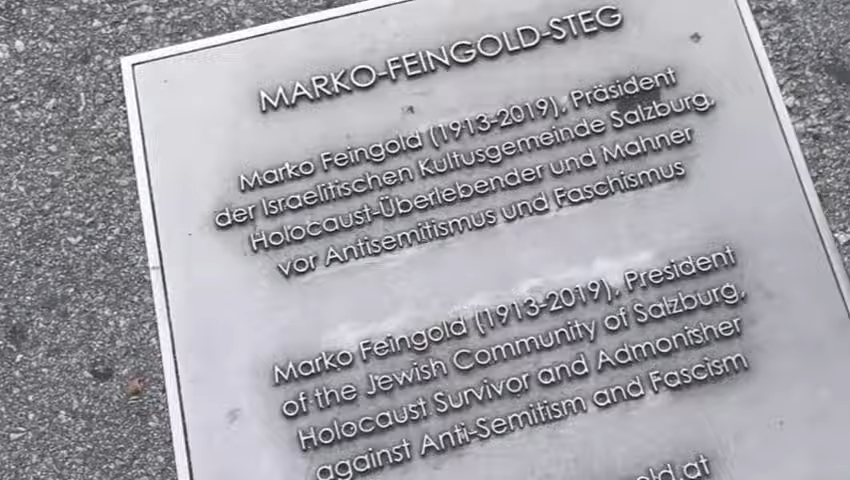 MARKO-FEINGOLD-STEG
Marko Feingold (1913-2019), Präsident
der Israelitischen Kultusgemeinde Salzburg,
Holocaust-Überlebender und Mahner
vor Antisemitismus und Faschismus
Marko Feingold (1913-2019), President
of the Jewish Community of Salzburg,
Holocaust Survivor and Admonisher
against Anti-Semitism and Fascism